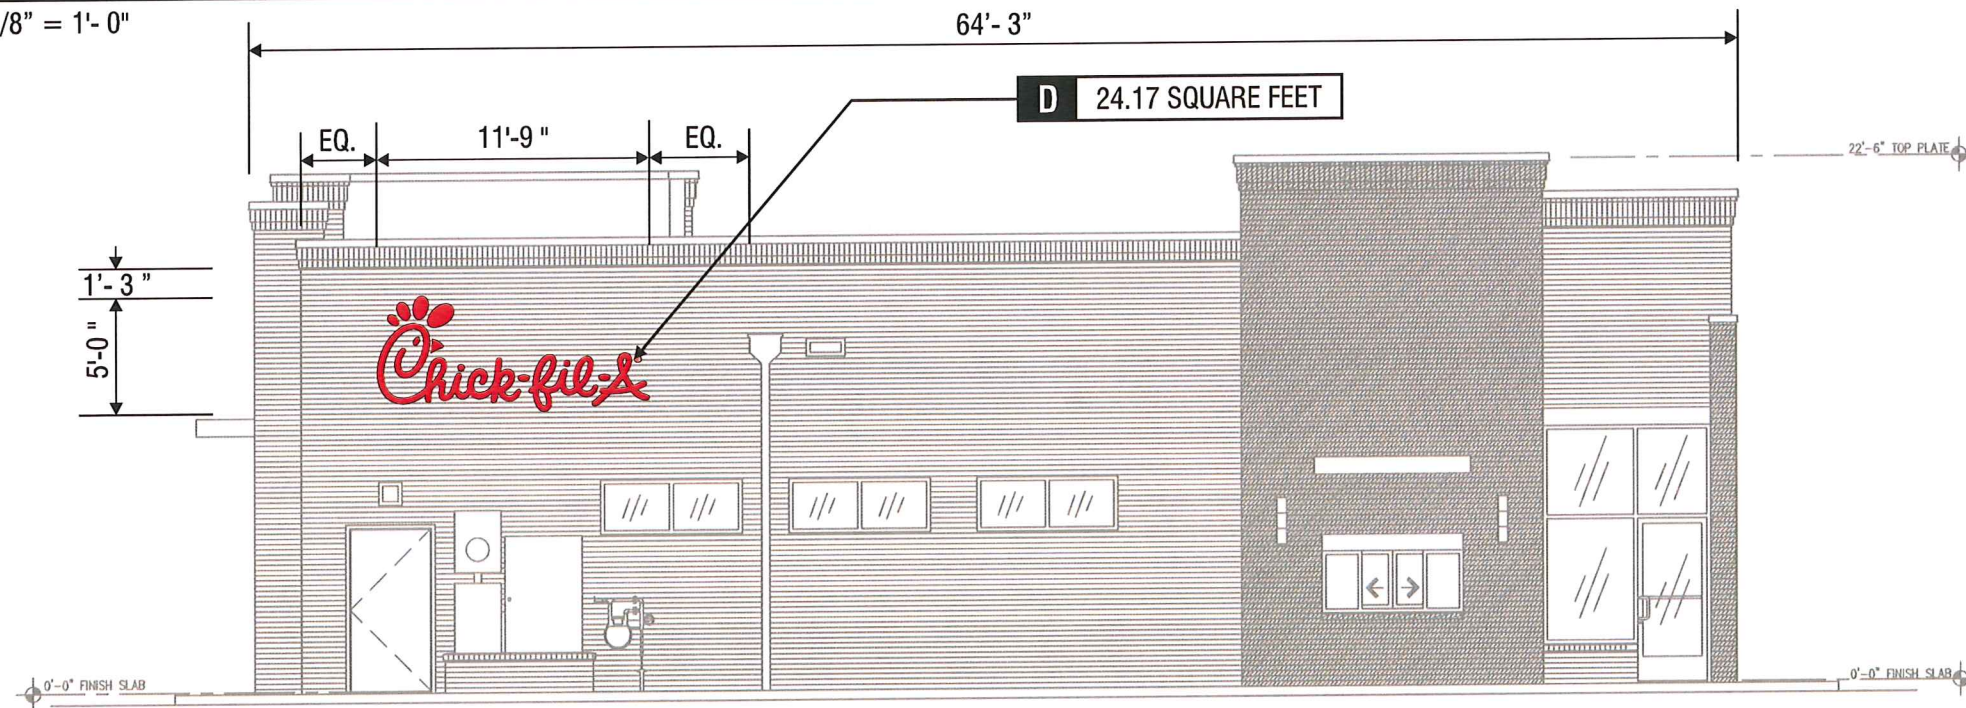 /8” = 1'- 0"
64’- 3”
D 24.17 SQUARE FEET
EQ. 11'-9 " EQ.
22'-6" TOP PLATE
1’- 3 ”
5'-0 "
Chick-fil-A
0'-0" FINISH SLAB
0'-0" FINISH SLAB